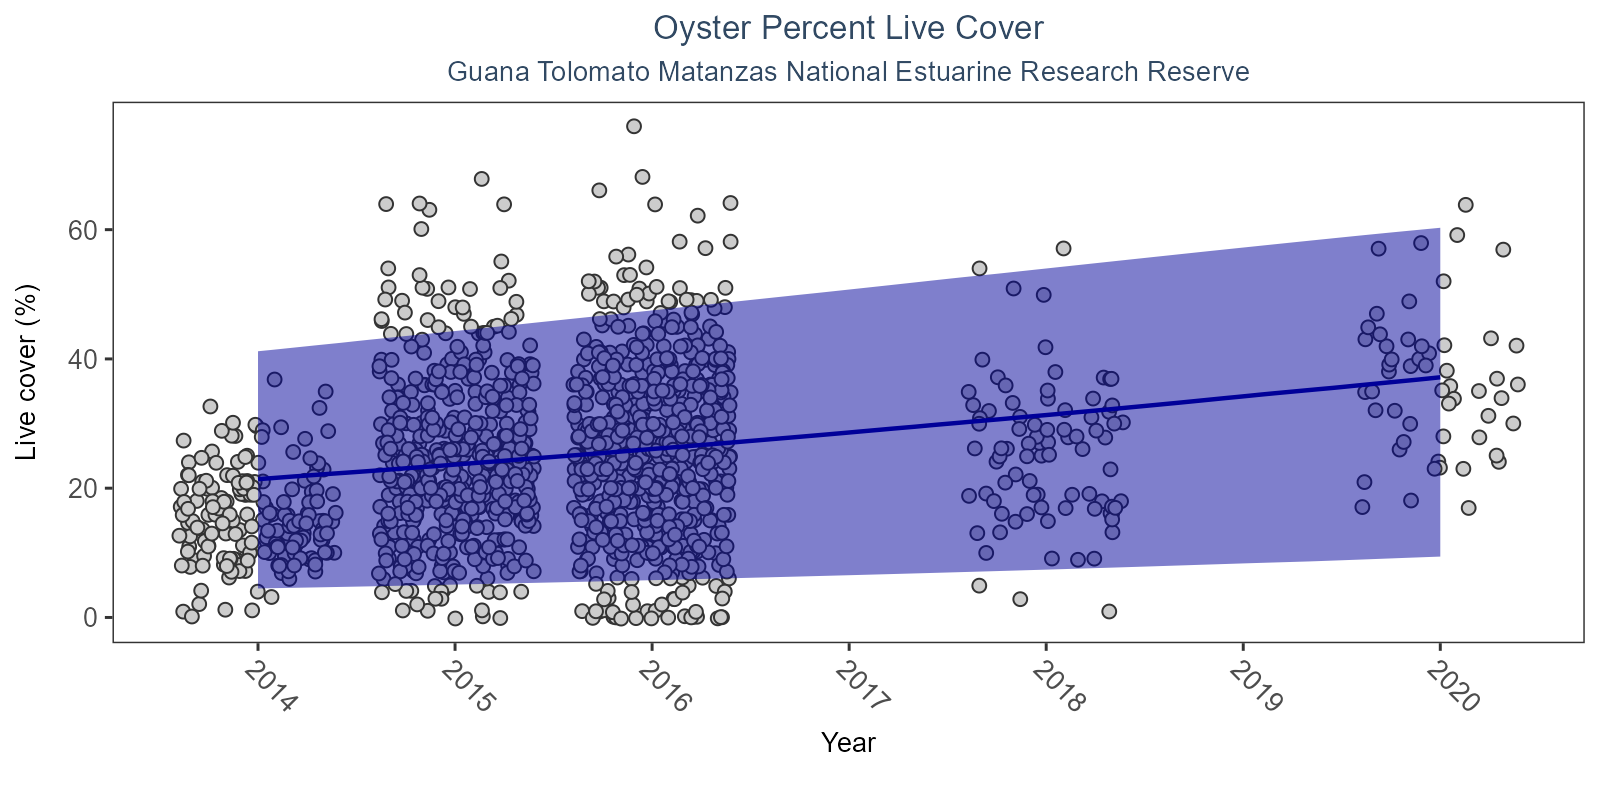 Oyster Percent Live Cover
Guana Tolomato Matanzas National Estuarine Research Reserve
Live cover (%)
60
40
20
0
2014
2015
2016
2017
2018
2019
2020
Year